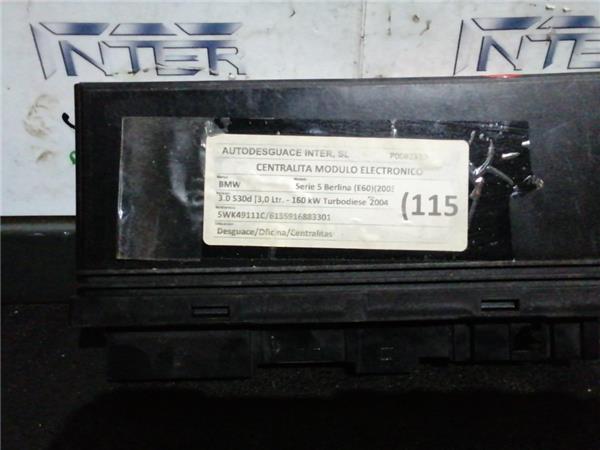 INTER
INTER
AUTODESGUACE INTER, SL
CENTRALITA MODULO ELECTRONICO
BMW Serie 5 Berlina (E60)(2003
3.0 530d [3,0 Ltr. - 160 kW Turbodiese 2004
5WK49111C/6135916883301
(115
Desguace/Oficina/Centralitas